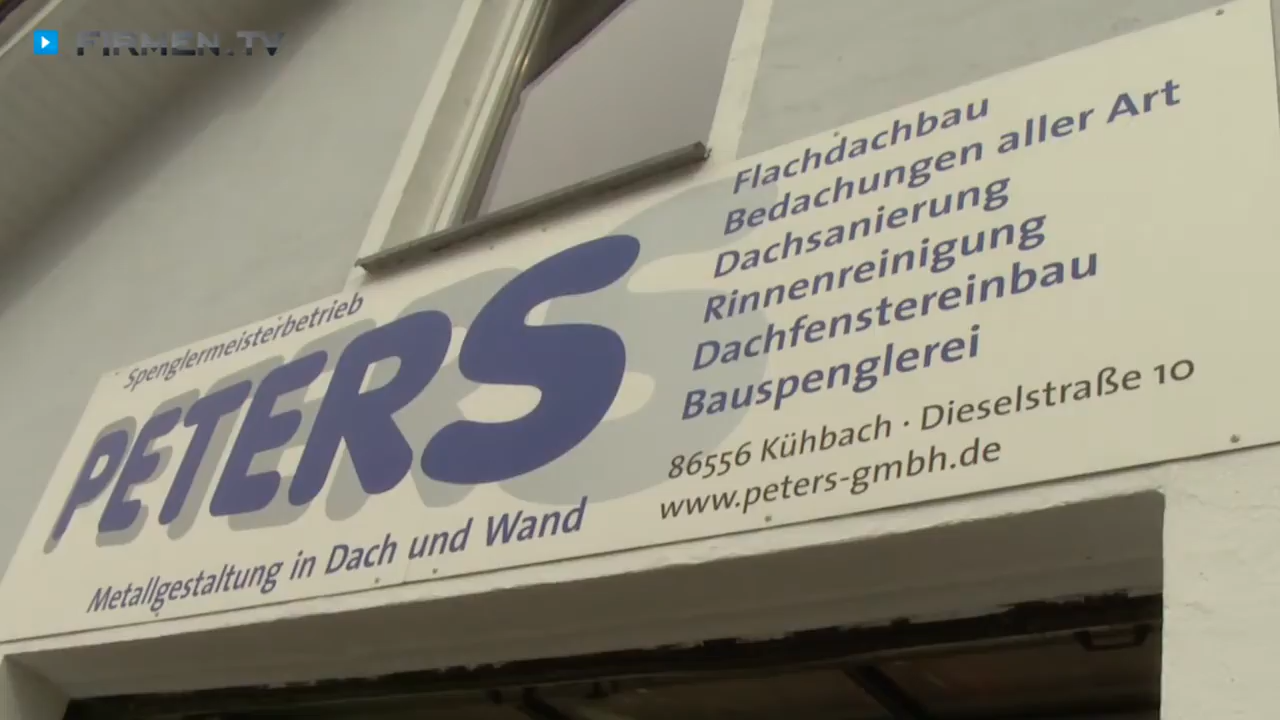 FIRMEN.TV
Spenglermeisterbetrieb
PETERS
Metallgestaltung in Dach und Wand
Flachdachbau
Bedachungen aller Art
Dachsanierung
Rinnenreinigung
Dachfenstereinbau
Bauspenglerei
86556 Kühbach · Dieselstraße 10
www.peters-gmbh.de